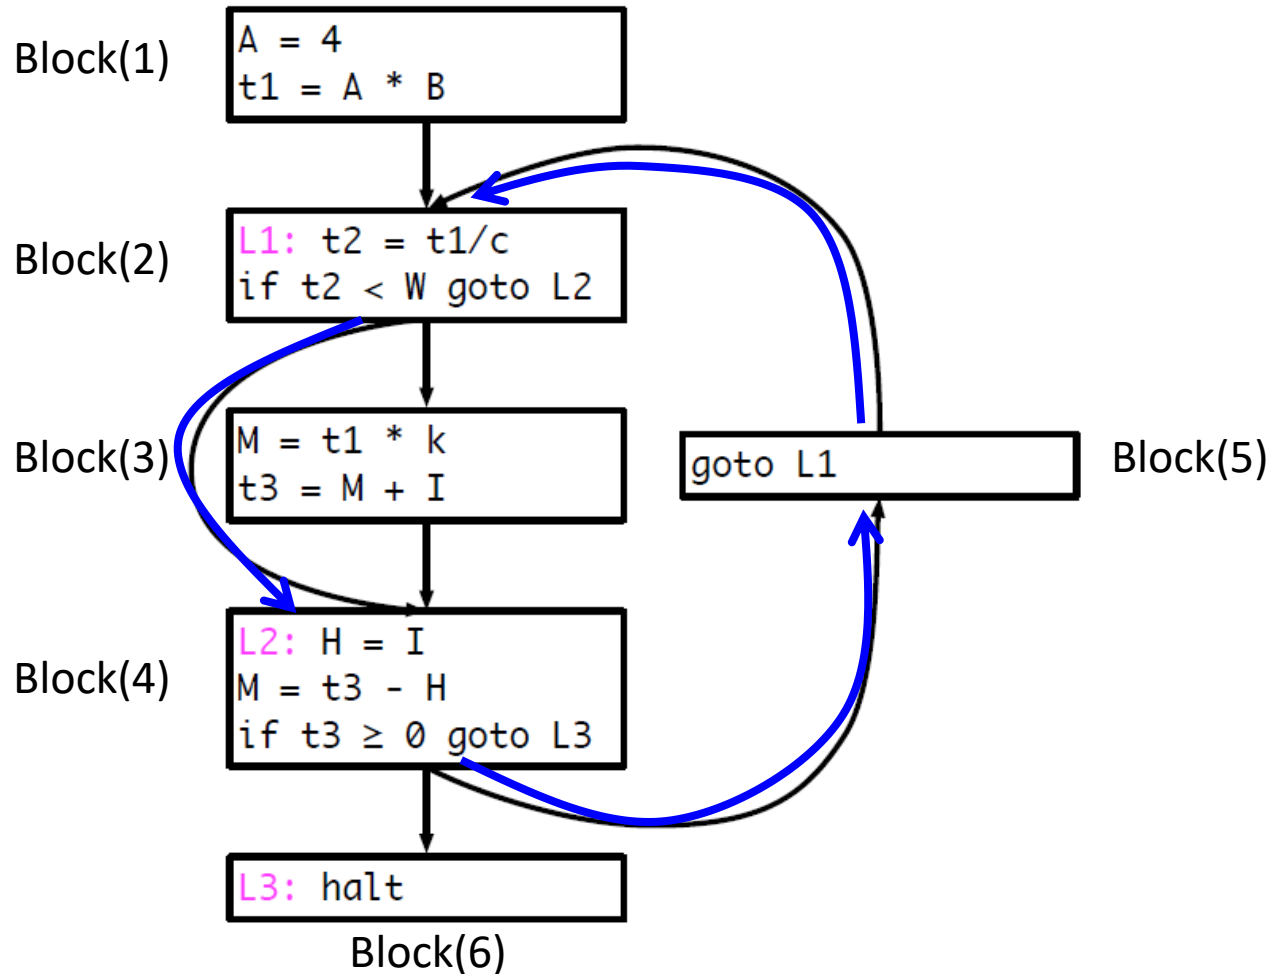 Block(1)
A = 4
t1 = A * B
Block(2)
L1: t2 = t1/c
if t2 < W goto L2
Block(3)
M = t1 * k
t3 = M + I
goto L1
Block(5)
Block(4)
L2: H = I
M = t3 - H
if t3 ≥ 0 goto L3
L3: halt
Block(6)